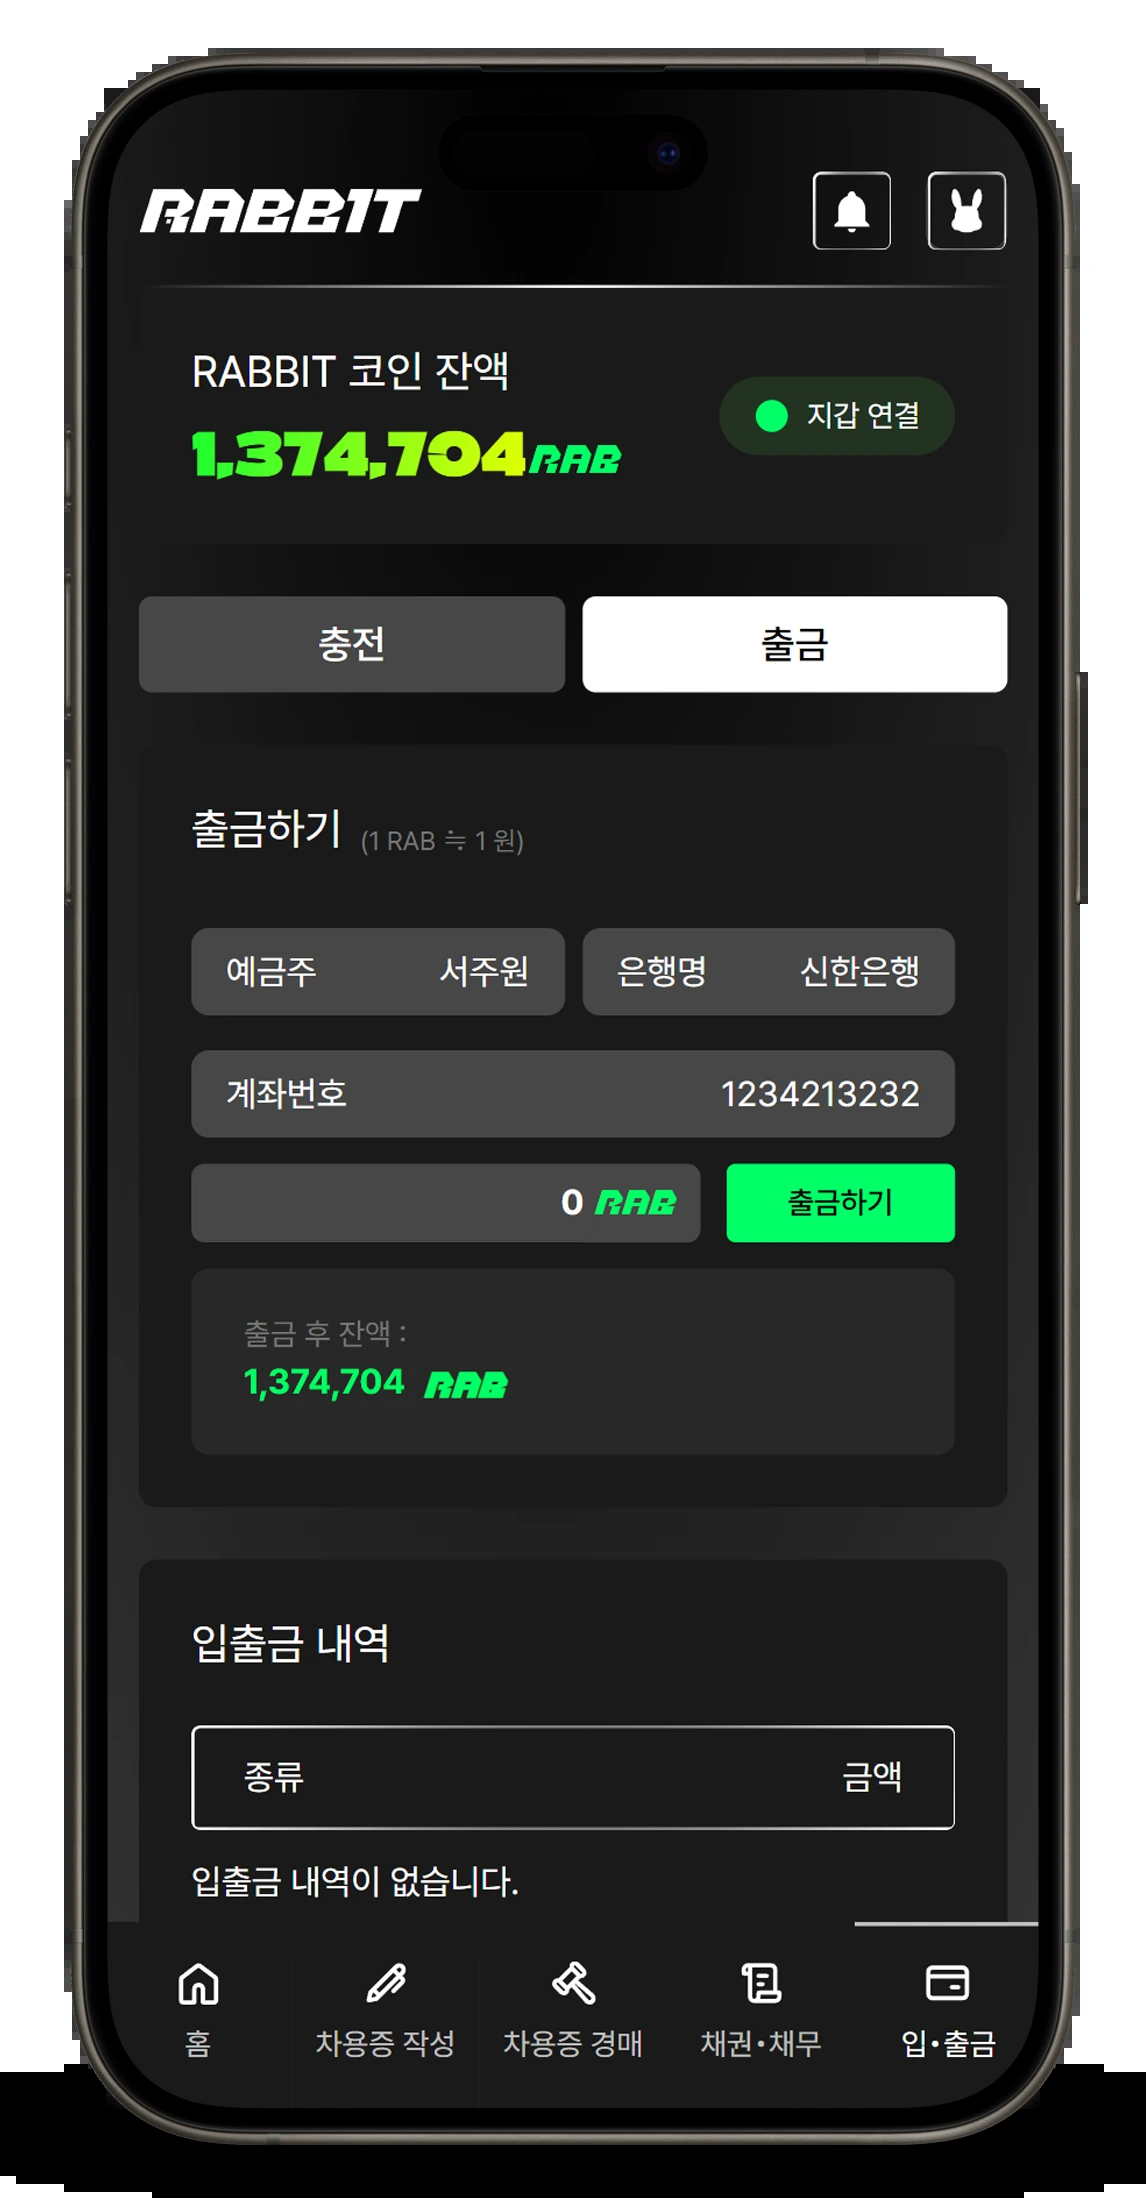 RABBIT
RABBIT 코인 잔액
1,374,704 RAB
지갑 연결
충전
출금
출금하기 (1 RAB ≒ 1 원)
예금주 서주원
은행명 신한은행
계좌번호 1234213232
0 RAB
출금하기
출금 후 잔액 :
1,374,704 RAB
입출금 내역
종류 금액
입출금 내역이 없습니다.
홈
차용증 작성
차용증 경매
채권•채무
입•출금